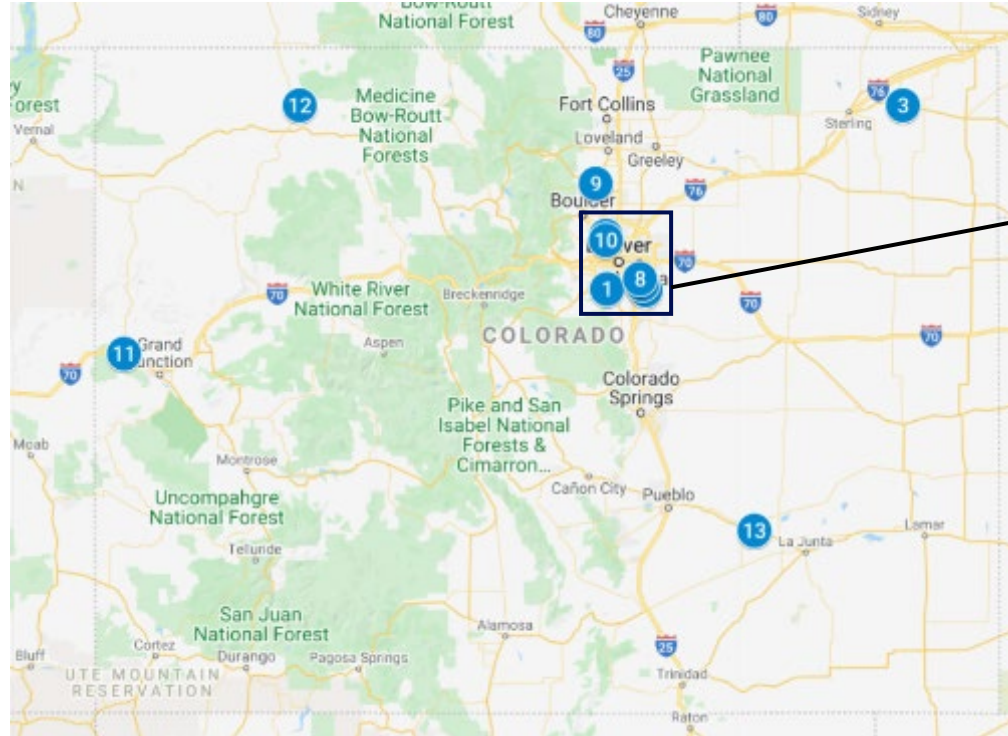 Bow-Routt
National Forest
Cheyenne
80
80
Sidney
25
Pawnee
National
Grassland
76
3
orest
Vernal
12
Medicine
Bow-Routt
National
Forests
Fort Collins
Sterling
Loveland
Greeley
N
9
76
Boulder
10
ver
70
8
a
1
70
White River
National Forest
Breckenridge
70
COLORADO
70
11
Grand
unction
Aspen
70
Colorado
Springs
Pike and San
Isabel National
Forests &
Cimarron...
Moab
Montrose
Cañon City
Pueblo
Uncompahgre
National Forest
13
La Junta
Lamar
Telluride
San Juan
National Forest
Alamosa
25
Bluff
Cortez
Durango
Pagosa Springs
UTE MOUNTAIN
RESERVATION
Trinidad
Raton